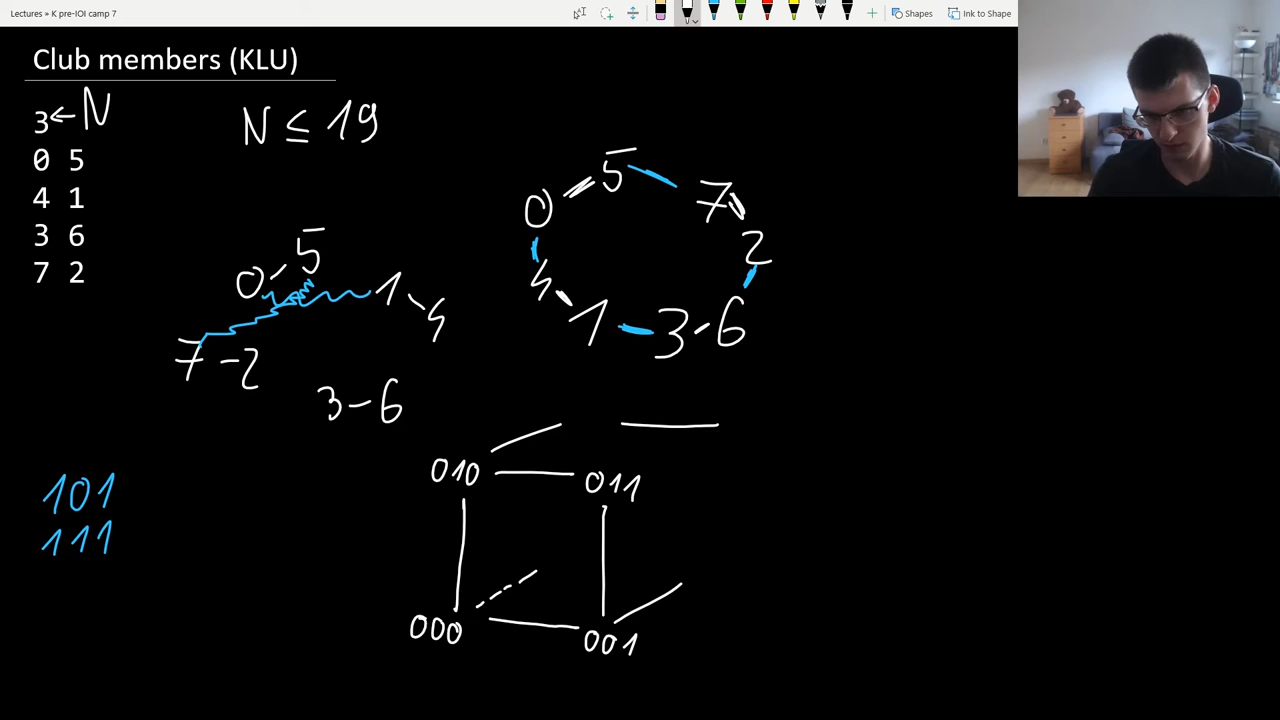 Lectures » K pre-IOI camp 7
Shapes
Ink to Shape
Club members (KLU)
3 ← N
N ≤ 19
0 5
4 1
3 6
7 2
0 5 7 2 6 3 1 4
0 5
1 4
7 - 2
3 - 6
101
111
010
011
000
001